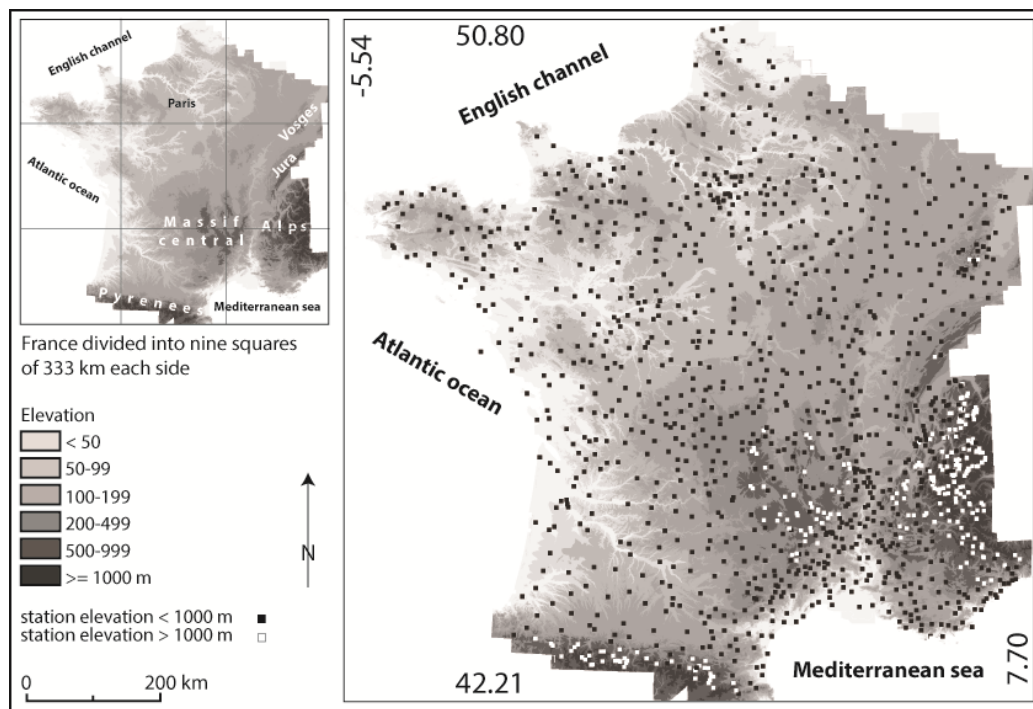 English channel
Paris
Vosges
Jura
Atlantic ocean
Massif
central
Alps
Pyrenees
Mediterranean sea
France divided into nine squares
of 333 km each side
Elevation
< 50
50-99
100-199
200-499
500-999
>= 1000 m
N
station elevation < 1000 m
station elevation > 1000 m
0
200 km
-5.54
50.80
English channel
Atlantic ocean
42.21
Mediterranean sea
7.70